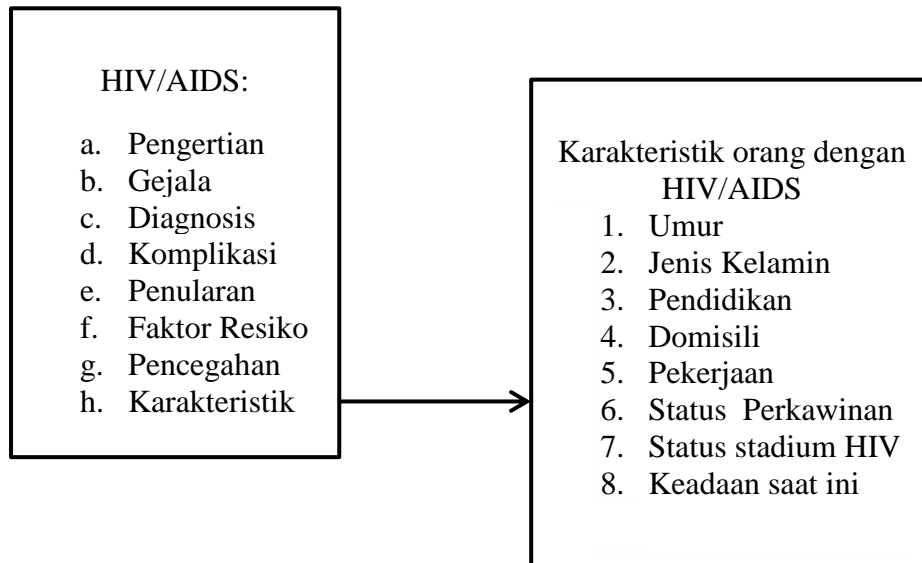 HIV/AIDS:
a. Pengertian
b. Gejala
c. Diagnosis
d. Komplikasi
e. Penularan
f. Faktor Resiko
g. Pencegahan
h. Karakteristik
Karakteristik orang dengan
HIV/AIDS
1. Umur
2. Jenis Kelamin
3. Pendidikan
4. Domisili
5. Pekerjaan
6. Status Perkawinan
7. Status stadium HIV
8. Keadaan saat ini